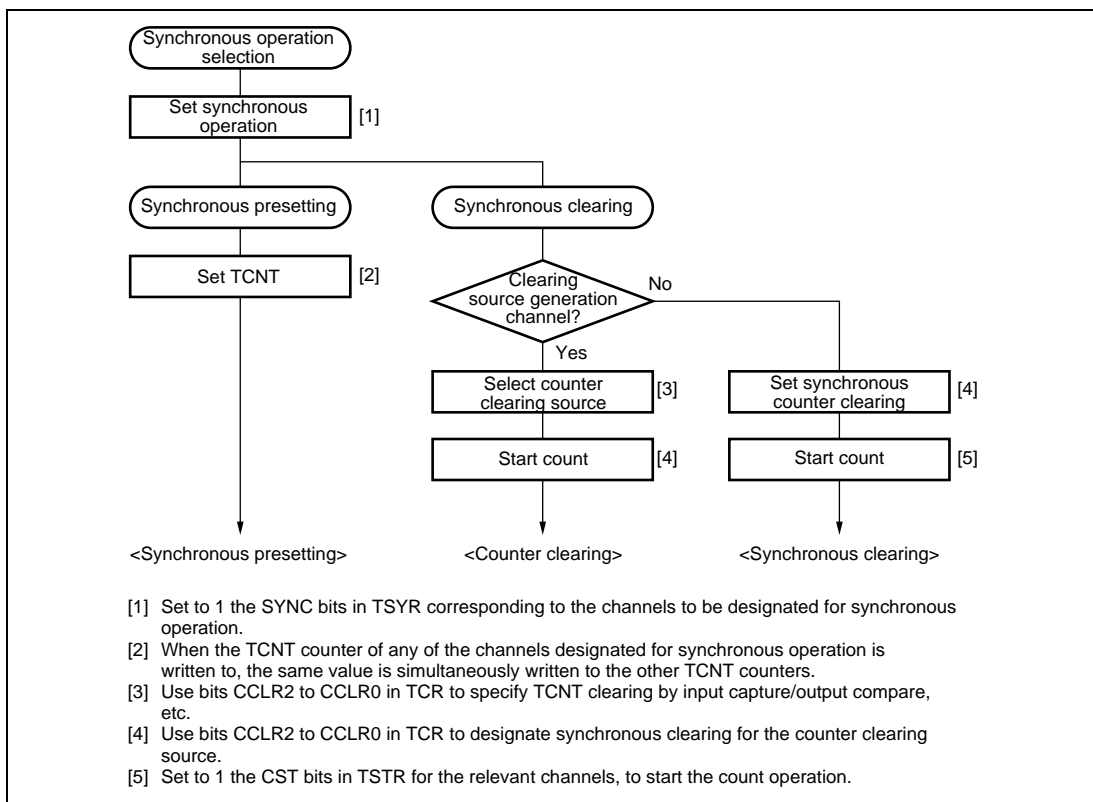 Synchronous operation
selection
Set synchronous
operation
[1]
Synchronous presetting
Synchronous clearing
Set TCNT
[2]
Clearing
source generation
channel?
No
Yes
Select counter
clearing source
[3]
Set synchronous
counter clearing
[4]
Start count
[4]
Start count
[5]
<Synchronous presetting>
<Counter clearing>
<Synchronous clearing>
[1] Set to 1 the SYNC bits in TSYR corresponding to the channels to be designated for synchronous
operation.
[2] When the TCNT counter of any of the channels designated for synchronous operation is
written to, the same value is simultaneously written to the other TCNT counters.
[3] Use bits CCLR2 to CCLR0 in TCR to specify TCNT clearing by input capture/output compare,
etc.
[4] Use bits CCLR2 to CCLR0 in TCR to designate synchronous clearing for the counter clearing
source.
[5] Set to 1 the CST bits in TSTR for the relevant channels, to start the count operation.